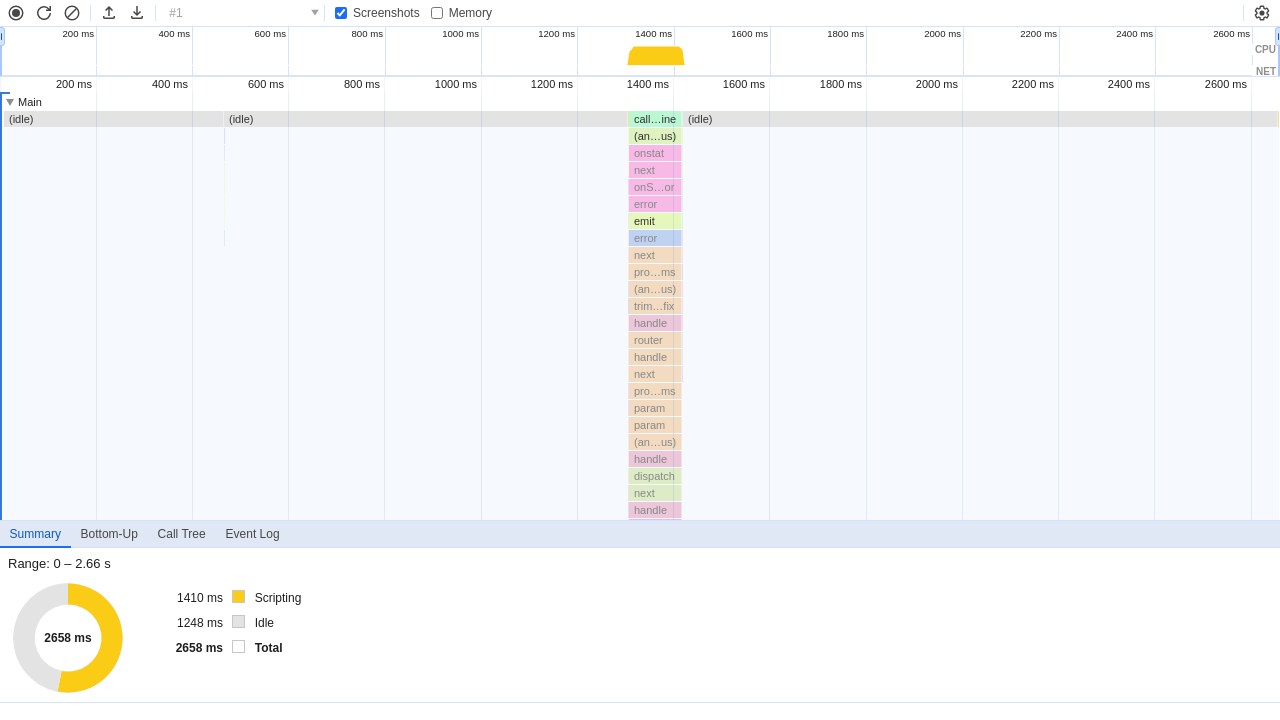 #1 Screenshots Memory
200 ms 400 ms 600 ms 800 ms 1000 ms 1200 ms 1400 ms 1600 ms 1800 ms 2000 ms 2200 ms 2400 ms 2600 ms
CPU
NET
200 ms 400 ms 600 ms 800 ms 1000 ms 1200 ms 1400 ms 1600 ms 1800 ms 2000 ms 2200 ms 2400 ms 2600 ms
Main
(idle) (idle) call…ine (idle)
(an…us)
onstat
next
onS…or
error
emit
error
next
pro…ms
(an…us)
trim…fix
handle
router
handle
next
pro…ms
param
param
(an…us)
handle
dispatch
next
handle
Summary Bottom-Up Call Tree Event Log
Range: 0 – 2.66 s
2658 ms
1410 ms Scripting
1248 ms Idle
2658 ms Total